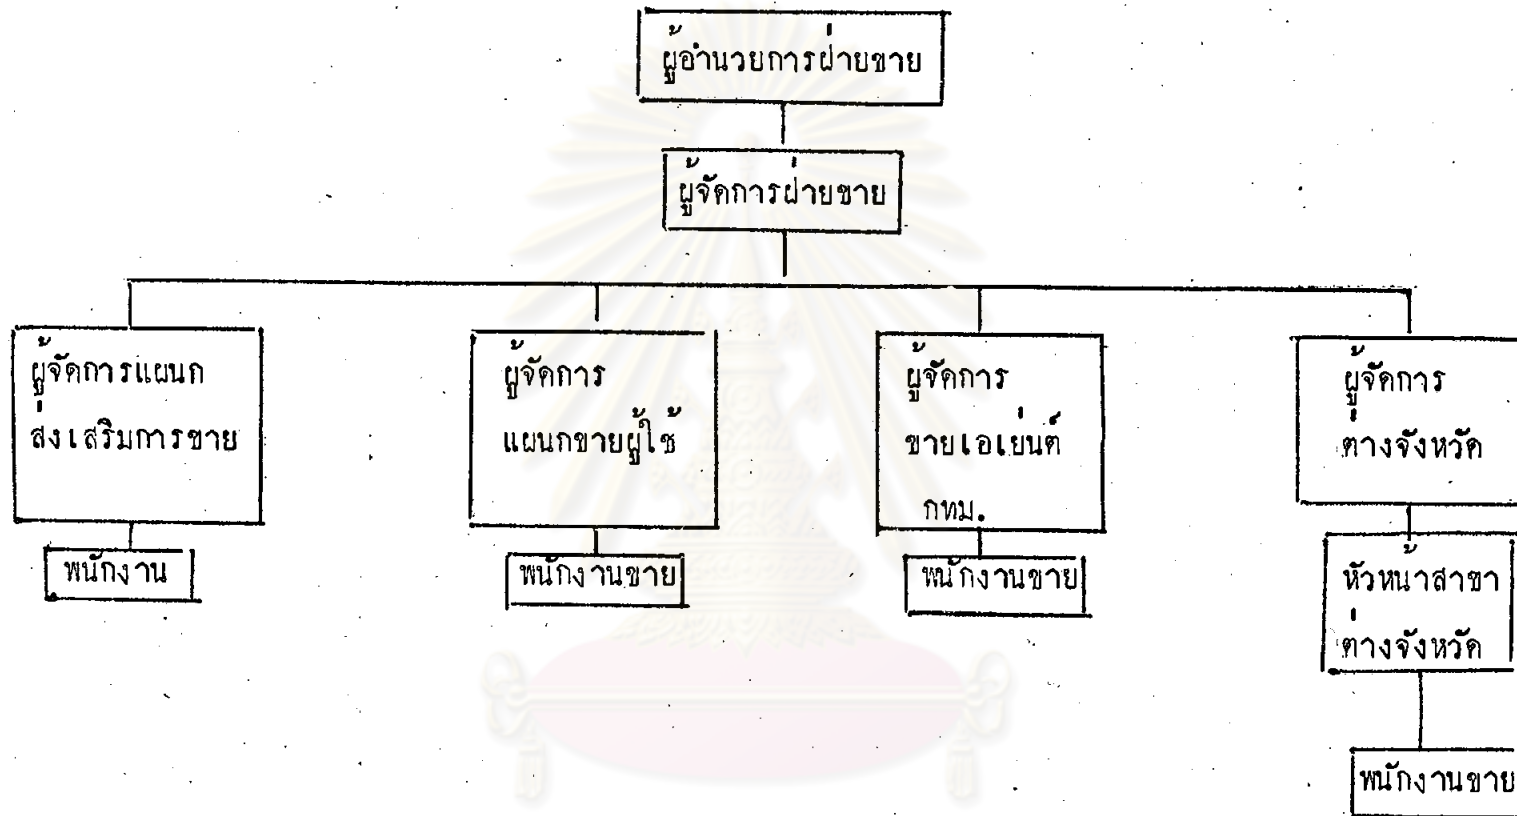 ผู้อำนวยการฝ่ายขาย
ผู้จัดการฝ่ายขาย
ผู้จัดการแผนก
ส่งเสริมการขาย
พนักงาน
ผู้จัดการ
แผนกขายผู้ใช้
พนักงานขาย
ผู้จัดการ
ขายเอเย่นต์
กทม.
พนักงานขาย
ผู้จัดการ
ต่างจังหวัด
หัวหน้าสาขา
ต่างจังหวัด
พนักงานขาย